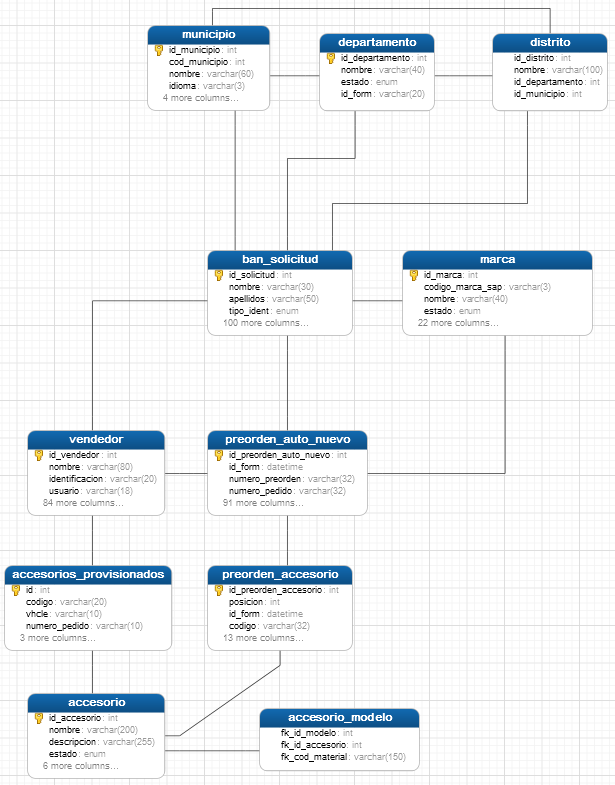 municipio
id_municipio: int
cod_municipio: int
nombre: varchar(60)
idioma: varchar(3)
4 more columns...
departamento
id_departamento: int
nombre: varchar(40)
estado: enum
id_form: varchar(20)
distrito
id_distrito: int
nombre: varchar(100)
id_departamento: int
id_municipio: int
ban_solicitud
id_solicitud: int
nombre: varchar(30)
apellidos: varchar(50)
tipo_ident: enum
100 more columns...
marca
id_marca: int
codigo_marca_sap: varchar(3)
nombre: varchar(40)
estado: enum
22 more columns...
vendedor
id_vendedor: int
nombre: varchar(80)
identificacion: varchar(20)
usuario: varchar(18)
84 more columns...
preorden_auto_nuevo
id_preorden_auto_nuevo: int
id_form: datetime
numero_preorden: varchar(32)
numero_pedido: varchar(32)
91 more columns...
accesorios_provisionados
id: int
codigo: varchar(20)
vhcle: varchar(10)
numero_pedido: varchar(10)
3 more columns...
preorden_accesorio
id_preorden_accesorio: int
posicion: int
id_form: datetime
codigo: varchar(32)
13 more columns...
accesorio
id_accesorio: int
nombre: varchar(200)
descripcion: varchar(255)
estado: enum
6 more columns...
accesorio_modelo
fk_id_modelo: int
fk_id_accesorio: int
fk_cod_material: varchar(150)